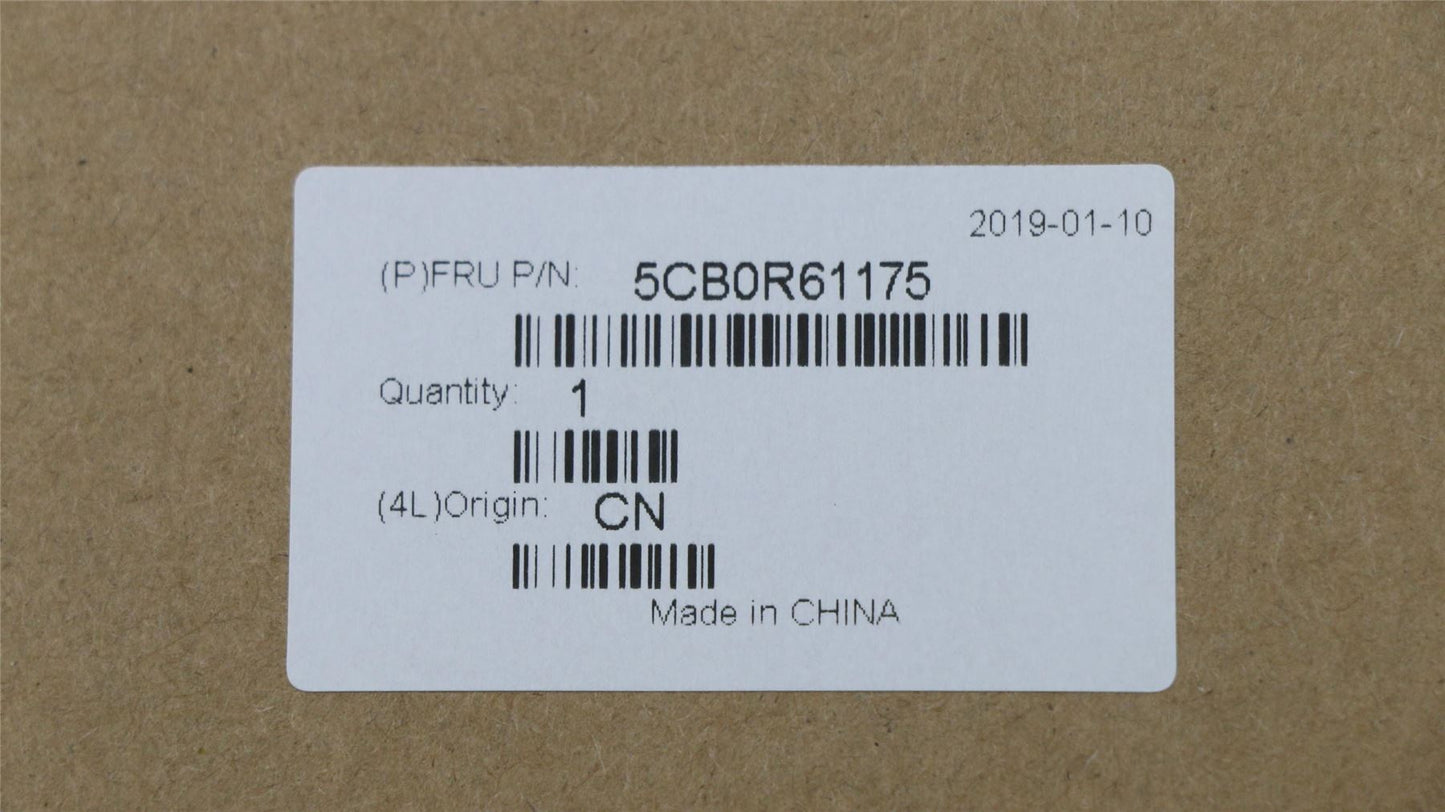 2019-01-10
(P)FRU P/N: 5CB0R61175
Quantity: 1
(4L)Origin: CN
Made in CHINA